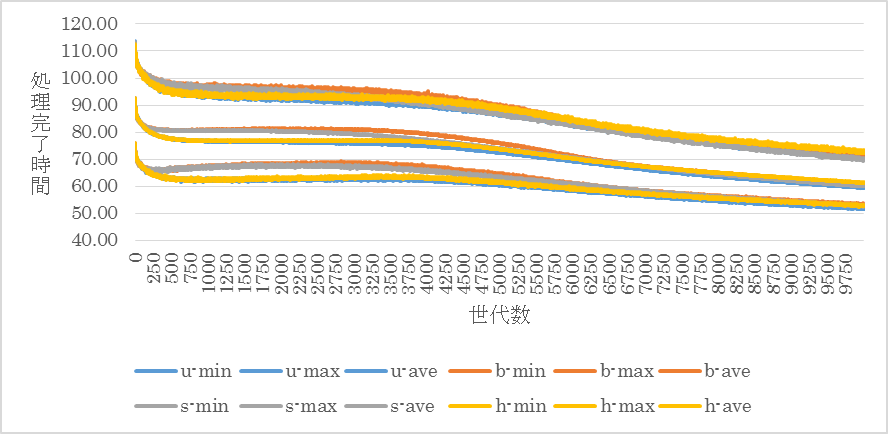 120.00
110.00
100.00
90.00
80.00
70.00
60.00
50.00
40.00
処理完了時間
0 250 500 750 1000 1250 1500 1750 2000 2250 2500 2750 3000 3250 3500 3750 4000 4250 4500 4750 5000 5250 5500 5750 6000 6250 6500 6750 7000 7250 7500 7750 8000 8250 8500 8750 9000 9250 9500 9750
世代数
u-min u-max u-ave b-min b-max b-ave
s-min s-max s-ave h-min h-max h-ave